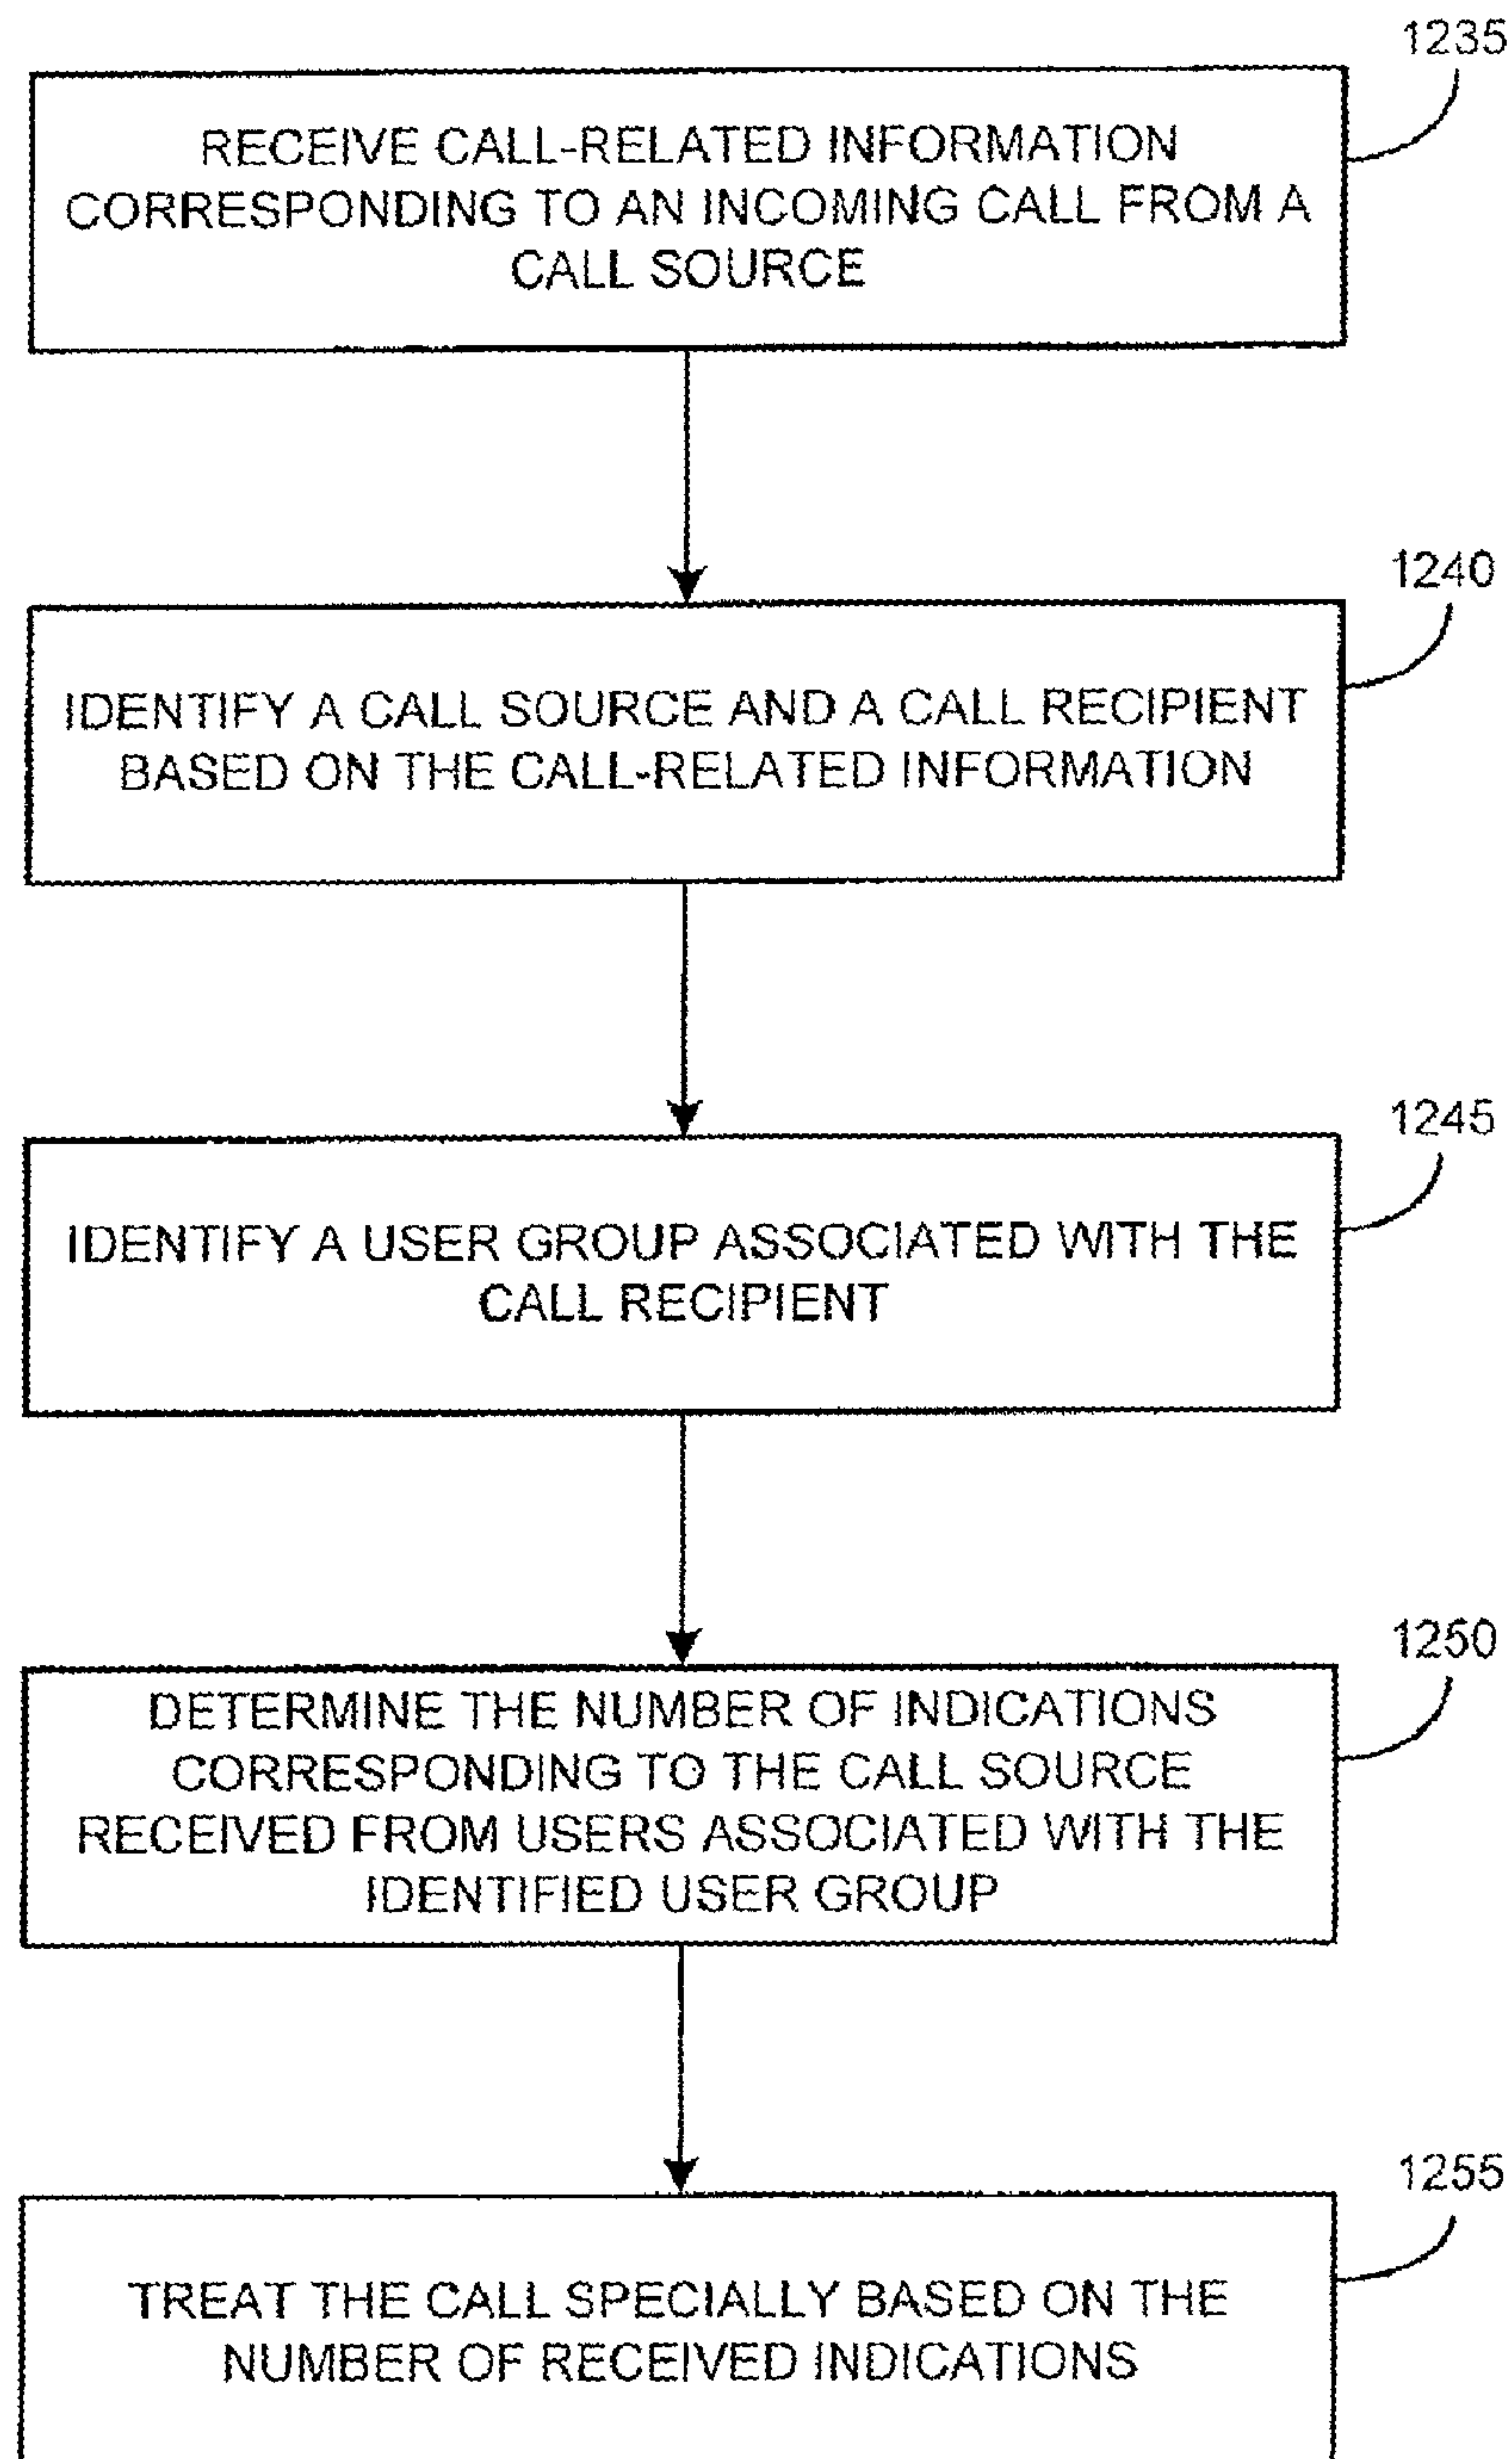 1235
RECEIVE CALL-RELATED INFORMATION
CORRESPONDING TO AN INCOMING CALL FROM A
CALL SOURCE
1240
IDENTIFY A CALL SOURCE AND A CALL RECIPIENT
BASED ON THE CALL-RELATED INFORMATION
1245
IDENTIFY A USER GROUP ASSOCIATED WITH THE
CALL RECIPIENT
1250
DETERMINE THE NUMBER OF INDICATIONS
CORRESPONDING TO THE CALL SOURCE
RECEIVED FROM USERS ASSOCIATED WITH THE
IDENTIFIED USER GROUP
1255
TREAT THE CALL SPECIALLY BASED ON THE
NUMBER OF RECEIVED INDICATIONS